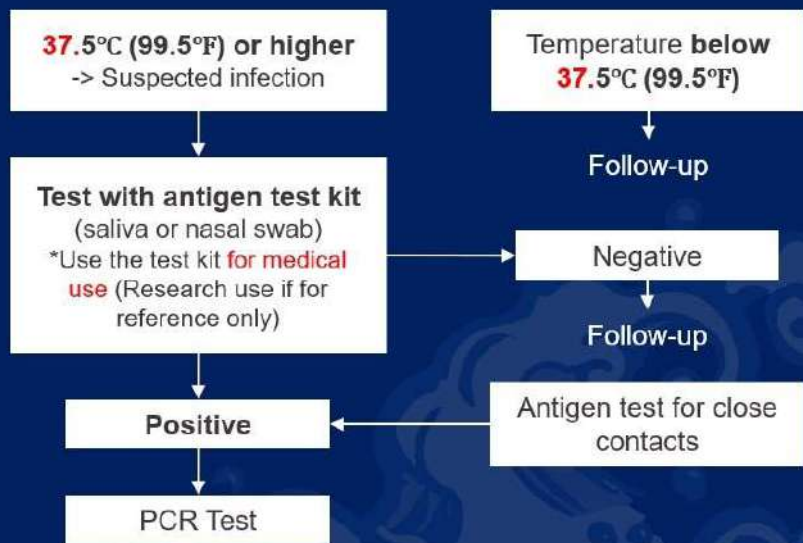 37.5°C (99.5°F) or higher
-> Suspected infection
Temperature below
37.5°C (99.5°F)
Follow-up
Test with antigen test kit
(saliva or nasal swab)
*Use the test kit for medical
use (Research use if for
reference only)
Negative
Follow-up
Positive
Antigen test for close
contacts
PCR Test